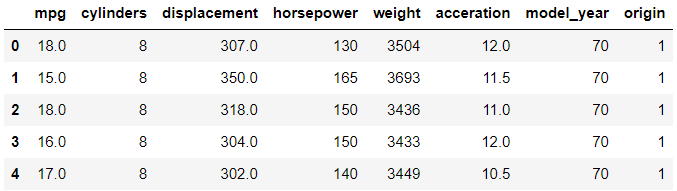 mpg cylinders displacement horsepower weight acceration model_year origin
0 18.0 8 307.0 130 3504 12.0 70 1
1 15.0 8 350.0 165 3693 11.5 70 1
2 18.0 8 318.0 150 3436 11.0 70 1
3 16.0 8 304.0 150 3433 12.0 70 1
4 17.0 8 302.0 140 3449 10.5 70 1